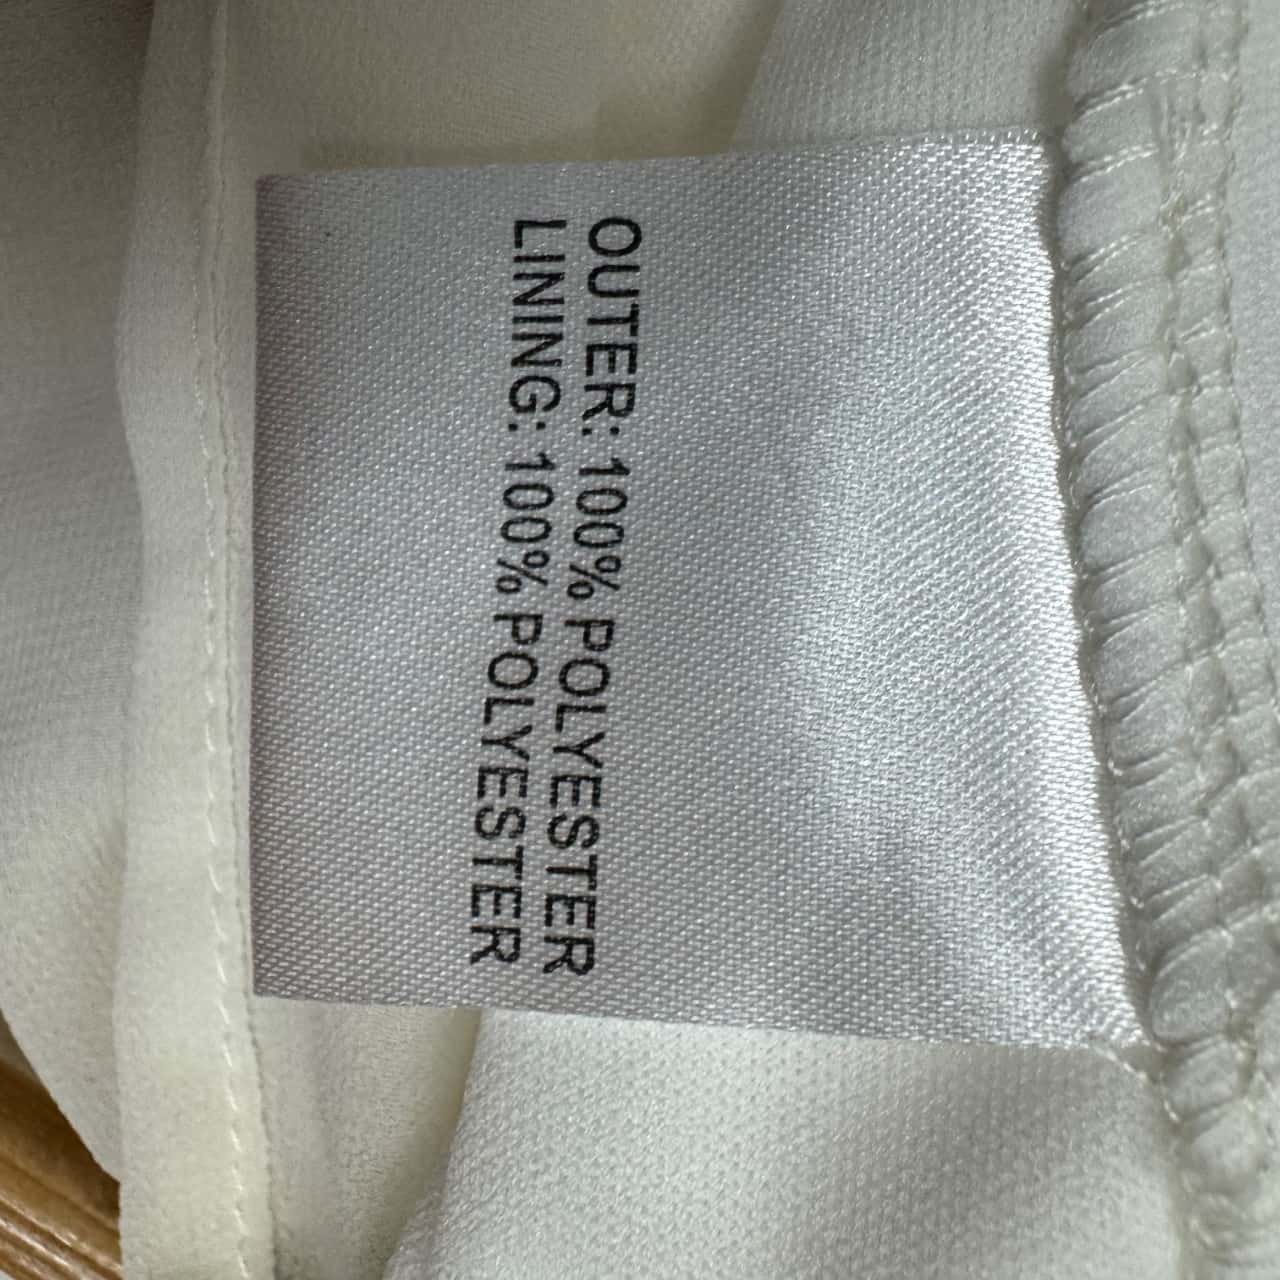 OUTER: 100% POLYESTER
LINING: 100% POLYESTER